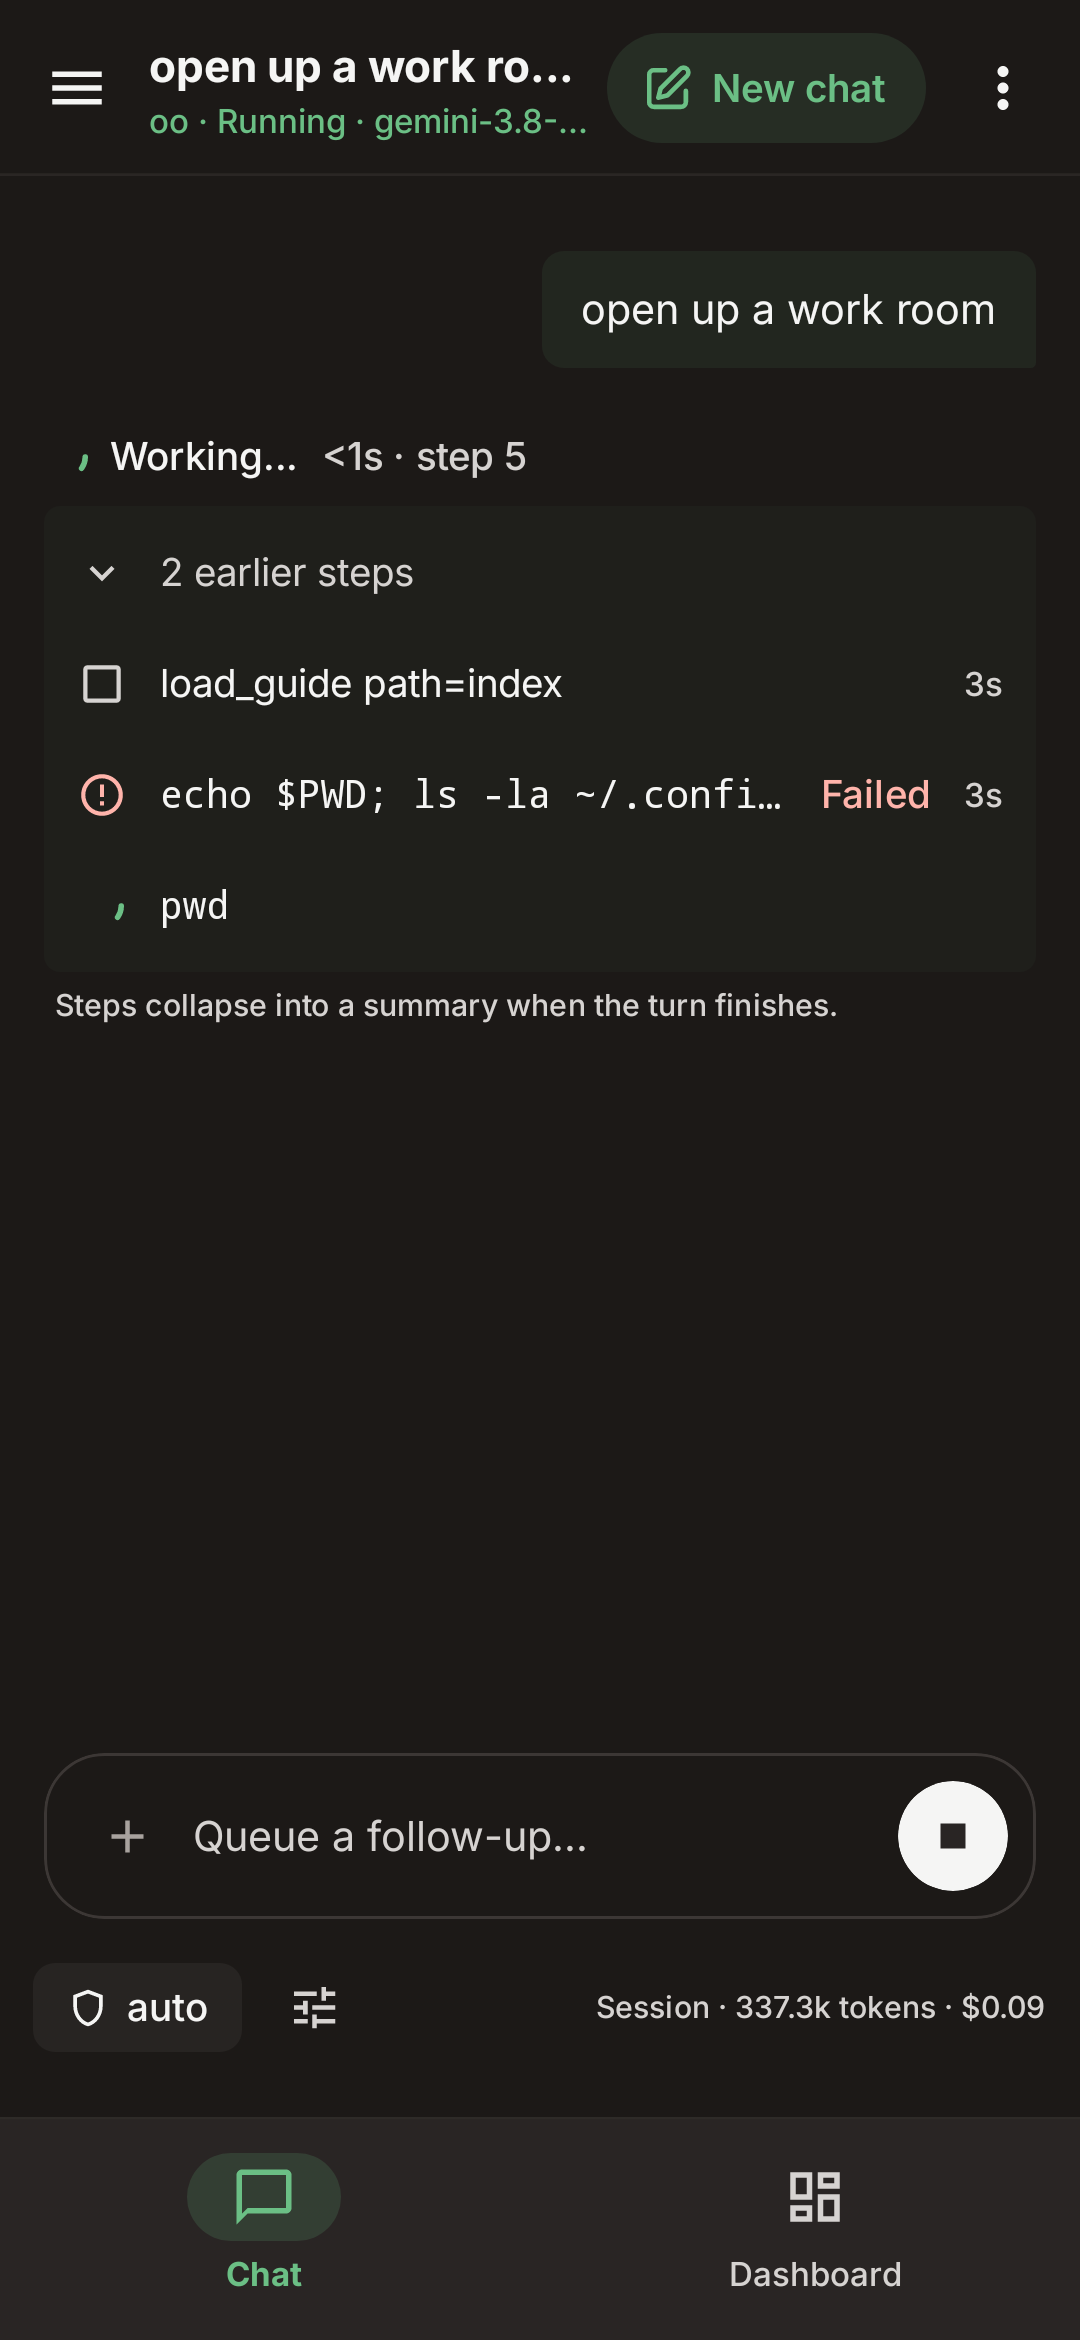 open up a work ro...
oo · Running · gemini-3.8-...
New chat
open up a work room
Working... <1s · step 5
2 earlier steps
load_guide path=index 3s
echo $PWD; ls -la ~/.confi… Failed 3s
pwd
Steps collapse into a summary when the turn finishes.
Queue a follow-up...
auto
Session · 337.3k tokens · $0.09
Chat
Dashboard